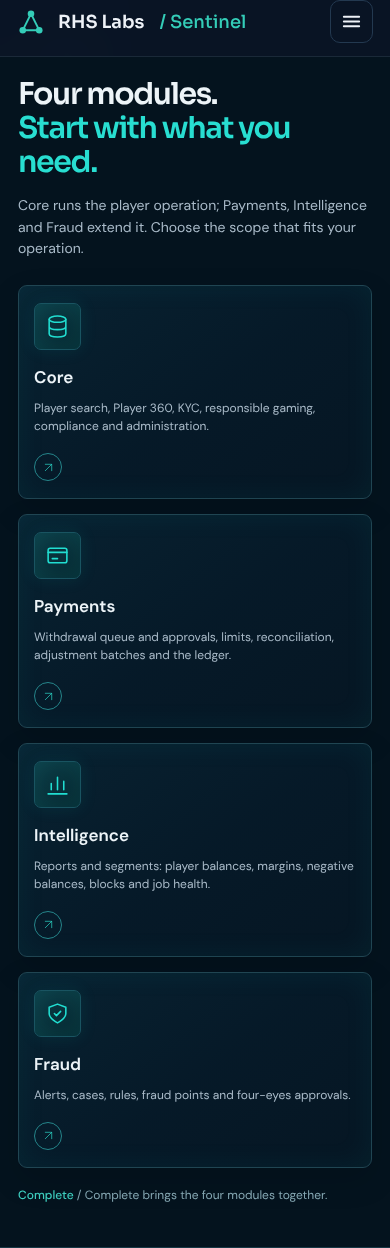 RHS Labs / Sentinel
Four modules.
Start with what you
need.
Core runs the player operation; Payments, Intelligence
and Fraud extend it. Choose the scope that fits your
operation.
Core
Player search, Player 360, KYC, responsible gaming,
compliance and administration.
Payments
Withdrawal queue and approvals, limits, reconciliation,
adjustment batches and the ledger.
Intelligence
Reports and segments: player balances, margins, negative
balances, blocks and job health.
Fraud
Alerts, cases, rules, fraud points and four-eyes approvals.
Complete / Complete brings the four modules together.